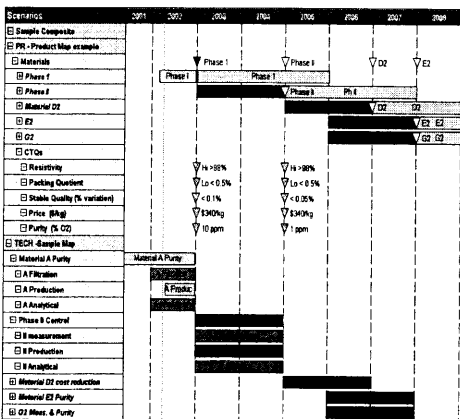 Scenarios 2001 2002 2003 2004 2005 2006 2007 2008
Sample Composite
PR - Product Map example
Materials Phase 1 Phase II D2 E2
Phase 1 Phase I Phase 1
Phase II Phase II Ph II
Material D2 D2 D2
E2 E2 E2
G2 G2 G2
CTQs
Resistivity Hi >98% Hi >98%
Packing Quotient Lo < 0.5% Lo < 0.5%
Stable Quality (% variation) < 0.1% < 0.05%
Price ($/kg) $340/kg $340/kg
Purity (% O2) 10 ppm 1 ppm
TECH -Sample Map
Material A Purity Material A Purity
A Filtration
A Production A Produc
A Analytical
Phase II Control
II measurement
II Production
II Analytical
Material D2 cost reduction
Material E2 Purity
G2 Meas. & Purity